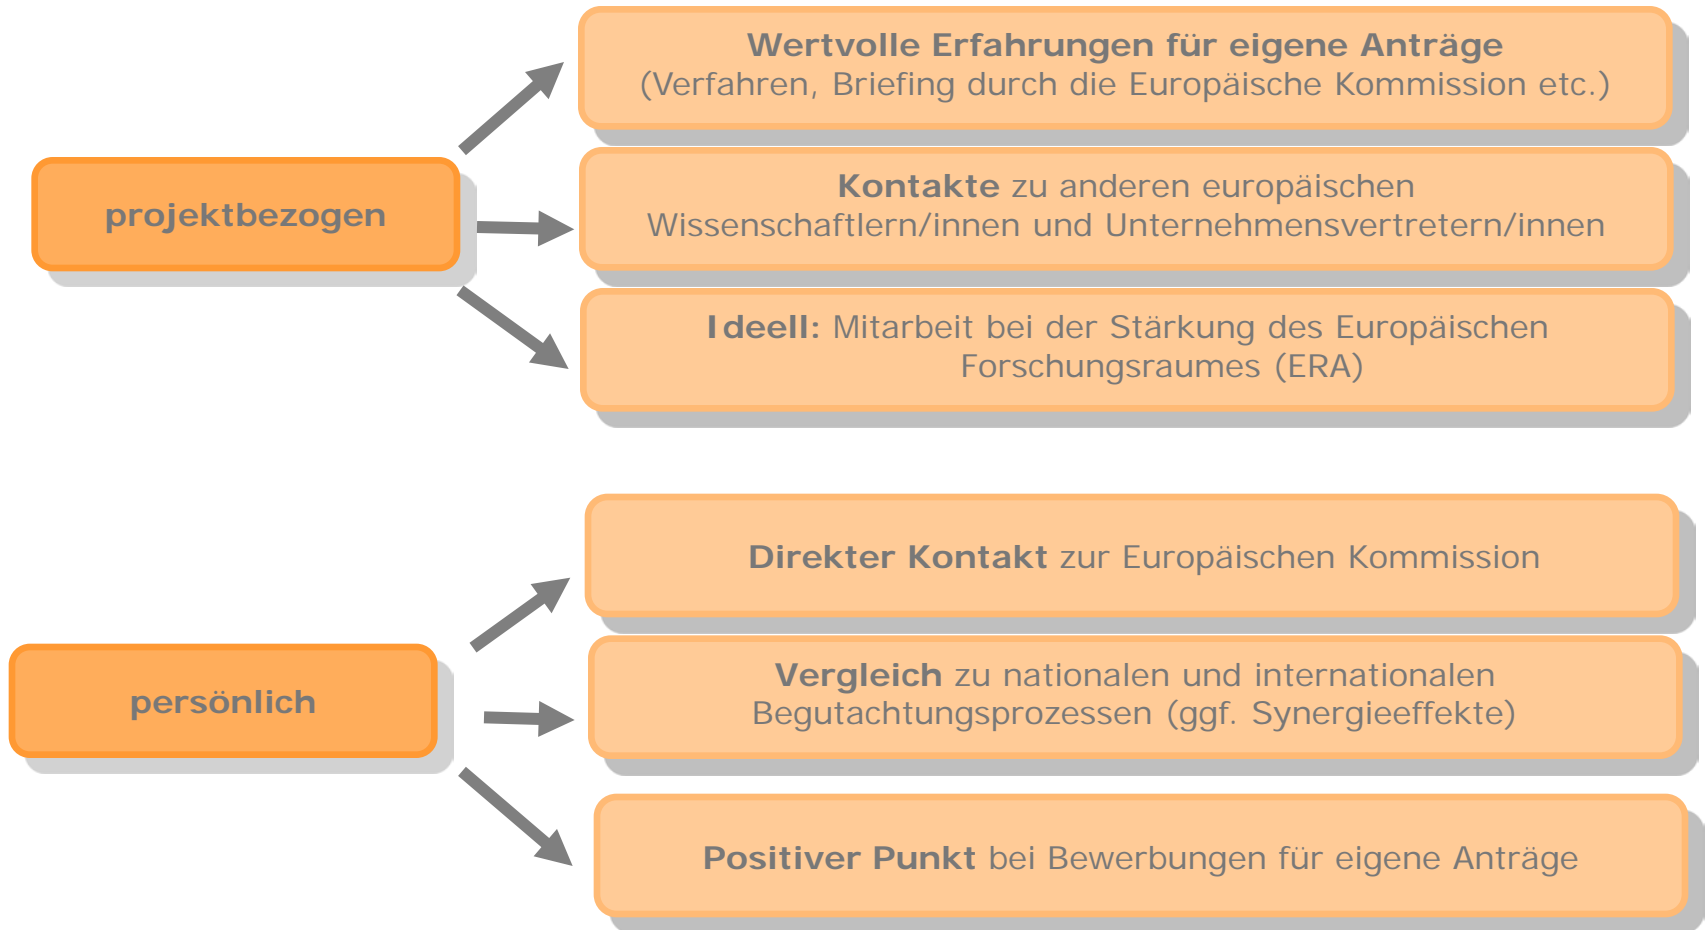 projektbezogen
Wertvolle Erfahrungen für eigene Anträge
(Verfahren, Briefing durch die Europäische Kommission etc.)
Kontakte zu anderen europäischen
Wissenschaftlern/innen und Unternehmensvertretern/innen
Ideell: Mitarbeit bei der Stärkung des Europäischen
Forschungsraumes (ERA)
persönlich
Direkter Kontakt zur Europäischen Kommission
Vergleich zu nationalen und internationalen
Begutachtungsprozessen (ggf. Synergieeffekte)
Positiver Punkt bei Bewerbungen für eigene Anträge